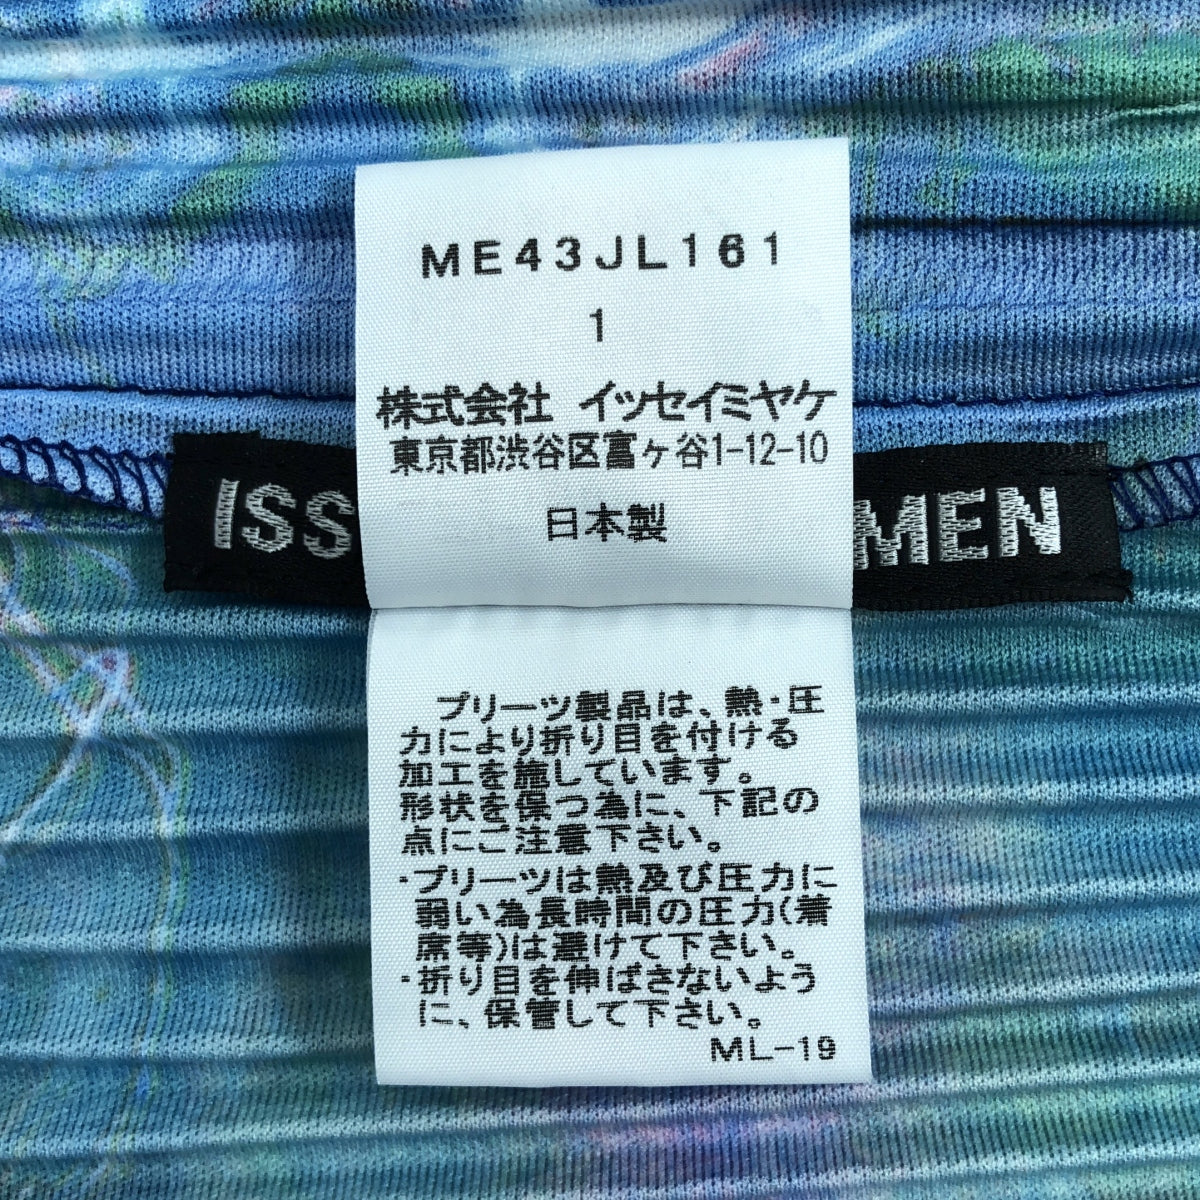 ME43JL161
1
株式会社 イッセイミヤケ
東京都渋谷区富ヶ谷1-12-10
ISS MEN
日本製
プリーツ製品は、熱・圧
力により折り目を付ける
加工を施しています。
形状を保つ為に、下記の
点にご注意下さい。
・プリーツは熱及び圧力に
弱い為長時間の圧力(着
席等)は避けて下さい。
・折り目を伸ばさないよう
に、保管して下さい。
ML-19